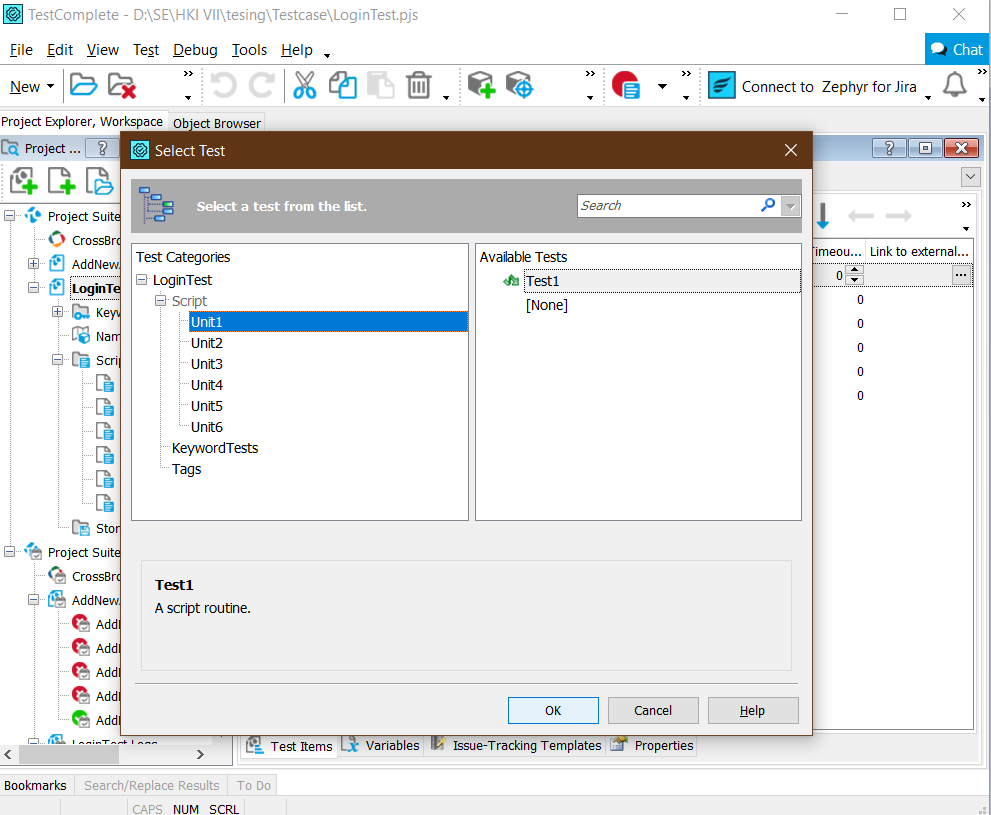 TestComplete - D:\SE\HKI VII\tesing\Testcase\LoginTest.pjs
File Edit View Test Debug Tools Help
Chat
New
Connect to Zephyr for Jira
Project Explorer, Workspace Object Browser
Project ...
Select Test
Select a test from the list.
Search
Project Suite
CrossBro
AddNew
LoginTe
Keyw
Nam
Scrip
Stor
Project Suite
CrossBro
AddNew.
AddI
AddI
AddI
AddI
AddI
LoginTest Logs
Test Categories
LoginTest
Script
Unit1
Unit2
Unit3
Unit4
Unit5
Unit6
KeywordTests
Tags
Available Tests
Test1
[None]
Timeou... Link to external...
0 ...
0
0
0
0
0
Test1
A script routine.
OK Cancel Help
Test Items Variables Issue-Tracking Templates Properties
Bookmarks Search/Replace Results To Do
CAPS NUM SCRL